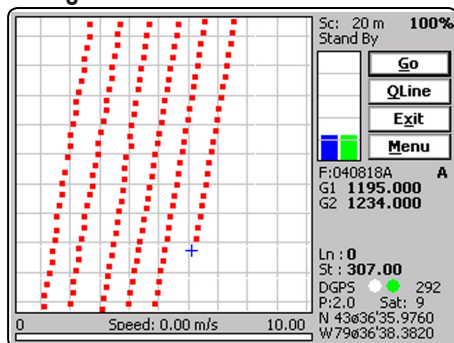 Sc: 20 m 100%
Stand By
Go
QLine
Exit
Menu
F:040818A A
G1 1195.000
G2 1234.000
Ln : 0
St : 307.00
DGPS 292
P:2.0 Sat: 9
N 43ø36'35.9760
W79ø36'38.3820
0 Speed: 0.00 m/s 10.00